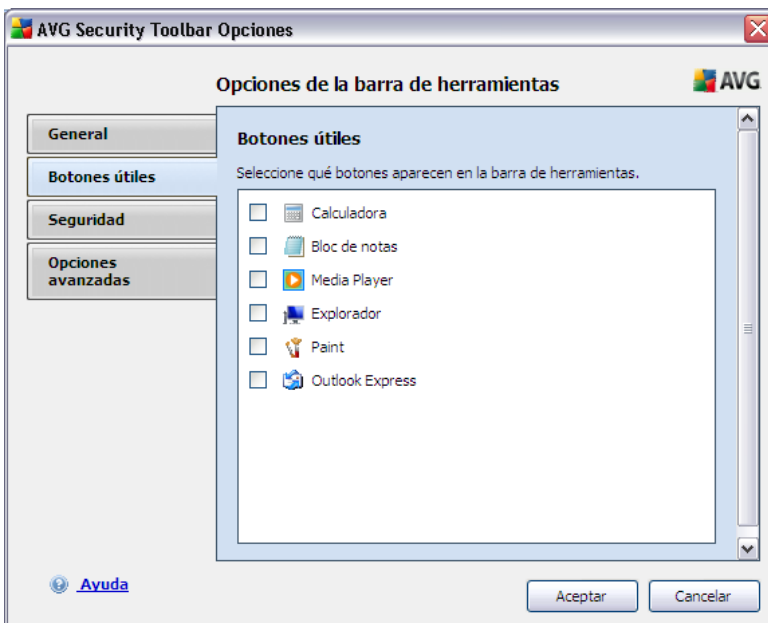 AVG Security Toolbar Opciones
Opciones de la barra de herramientas
AVG
General
Botones útiles
Seguridad
Opciones
avanzadas
Botones útiles
Seleccione qué botones aparecen en la barra de herramientas.
Calculadora
Bloc de notas
Media Player
Explorador
Paint
Outlook Express
Ayuda
Aceptar
Cancelar